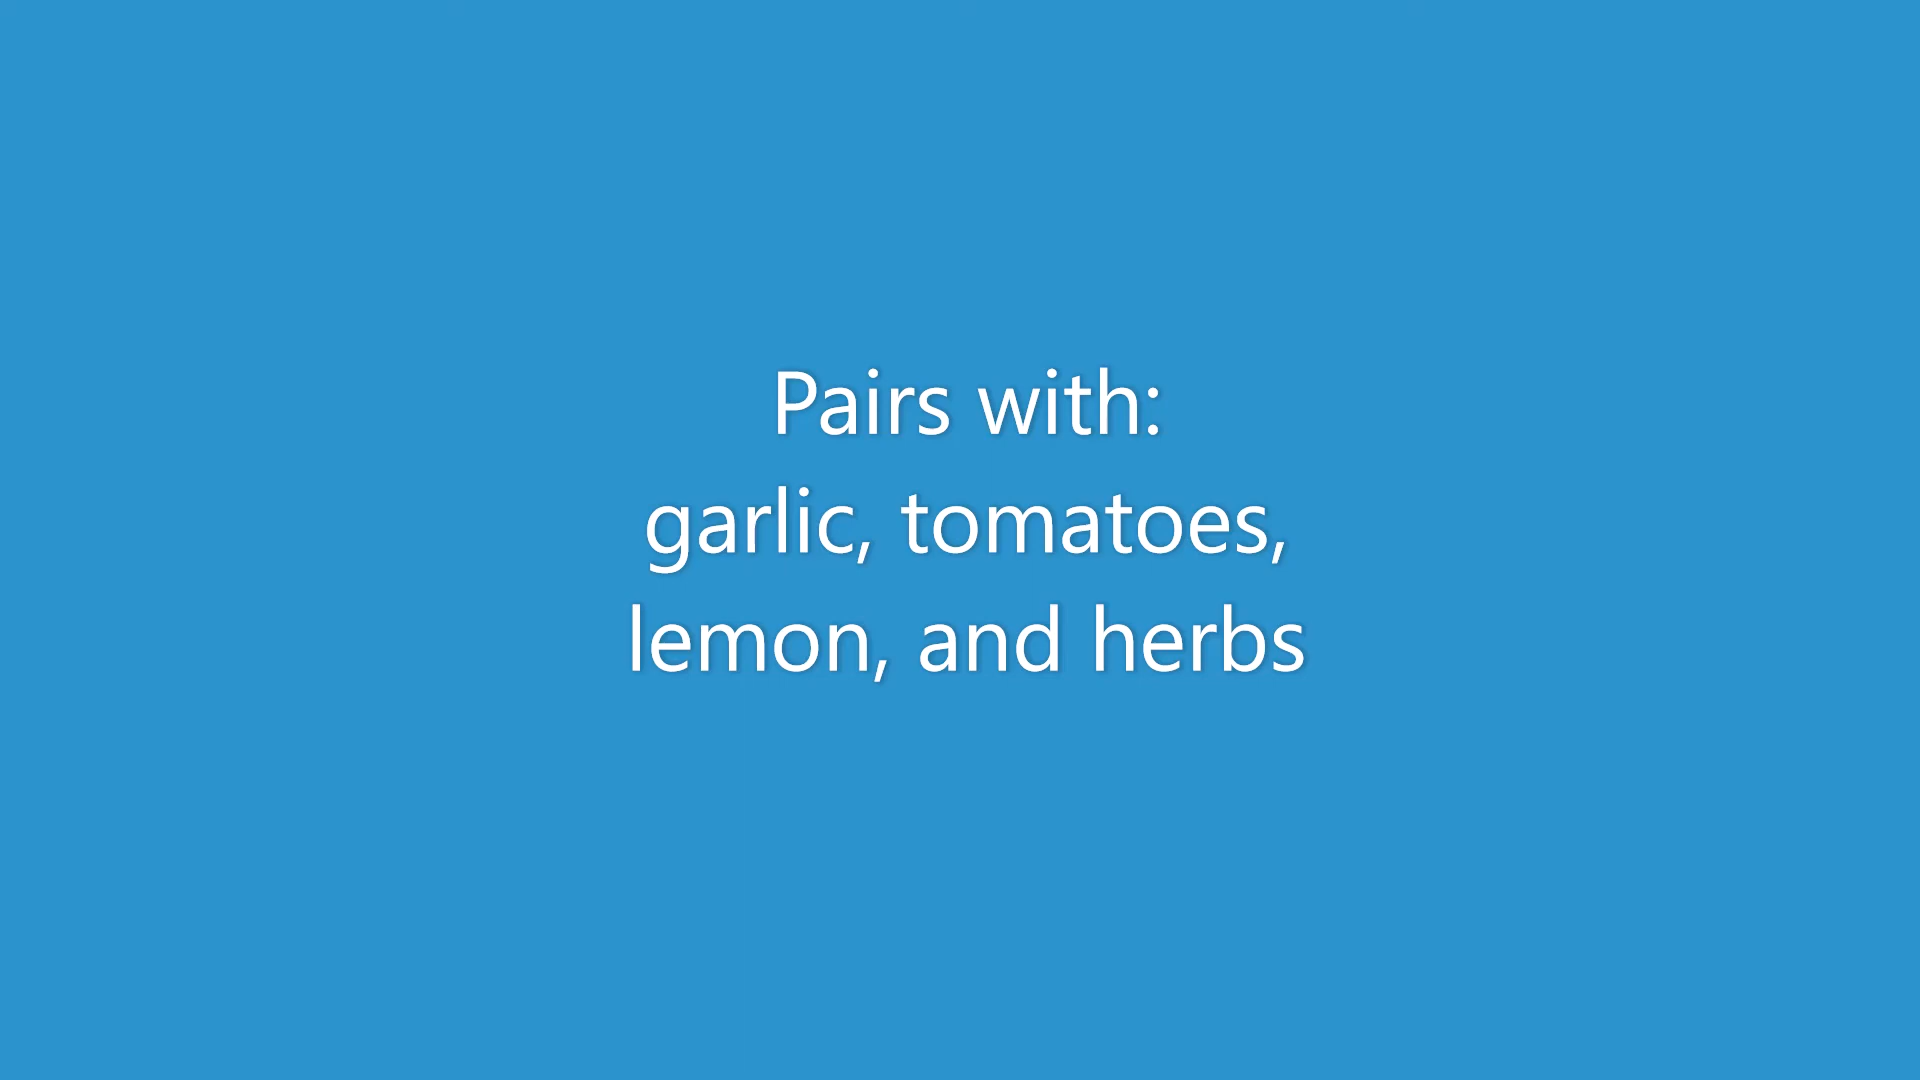 Pairs with:
garlic, tomatoes,
lemon, and herbs